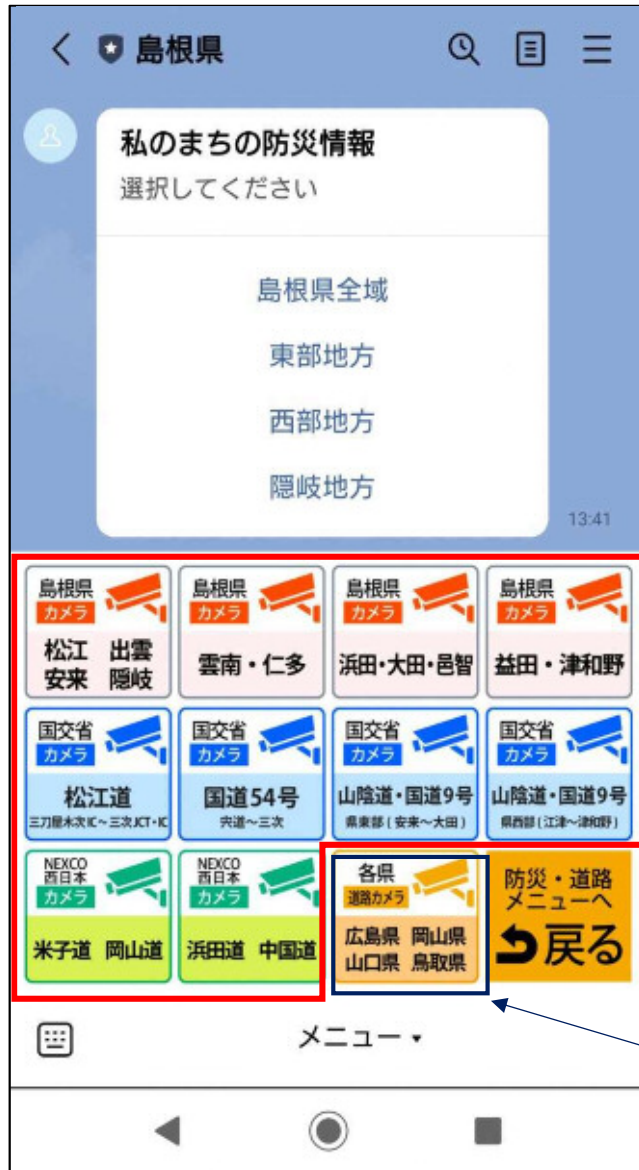 島根県
私のまちの防災情報
選択してください
島根県全域
東部地方
西部地方
隠岐地方
13:41
島根県
カメラ
松江 出雲
安来 隠岐
島根県
カメラ
雲南・仁多
島根県
カメラ
浜田・大田・邑智
島根県
カメラ
益田・津和野
国交省
カメラ
松江道
三刀屋木次IC～三次JCT・IC
国交省
カメラ
国道54号
宍道～三次
国交省
カメラ
山陰道・国道9号
県東部(安来～大田)
国交省
カメラ
山陰道・国道9号
県西部(江津～津和野)
NEXCO
西日本
カメラ
米子道 岡山道
NEXCO
西日本
カメラ
浜田道 中国道
各県
道路カメラ
広島県 岡山県
山口県 鳥取県
防災・道路
メニューへ
戻る
メニュー